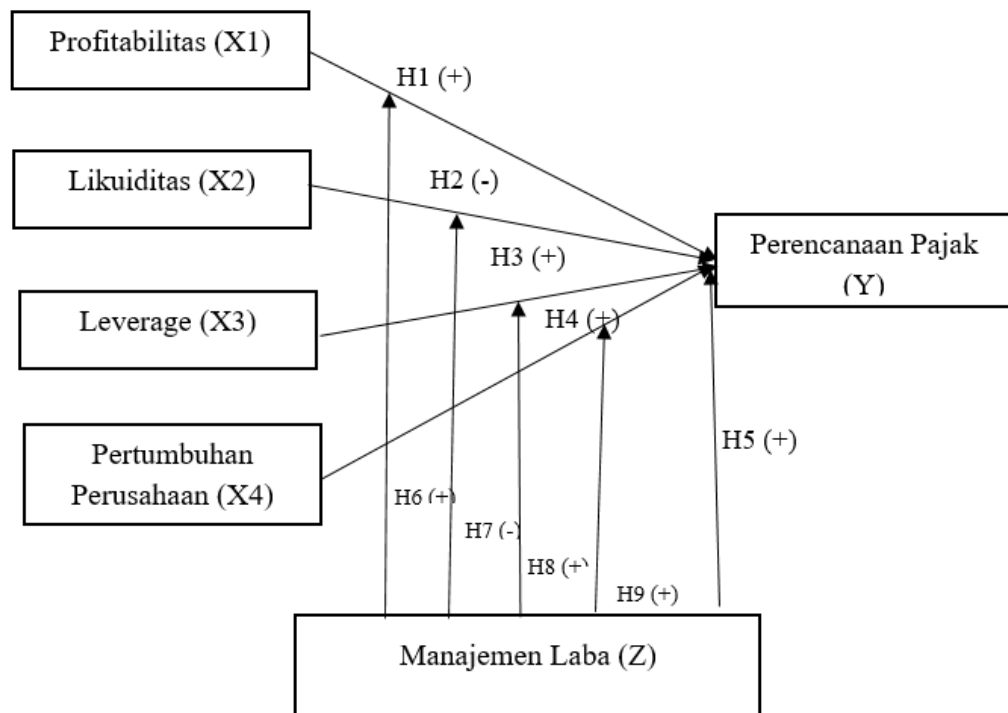 Profitabilitas (X1)
H1 (+)
Likuiditas (X2)
H2 (-)
Perencanaan Pajak
(Y)
H3 (+)
Leverage (X3)
H4 (+)
Pertumbuhan
Perusahaan (X4)
H5 (+)
H6 (+)
H7 (-)
H8 (+)
H9 (+)
Manajemen Laba (Z)